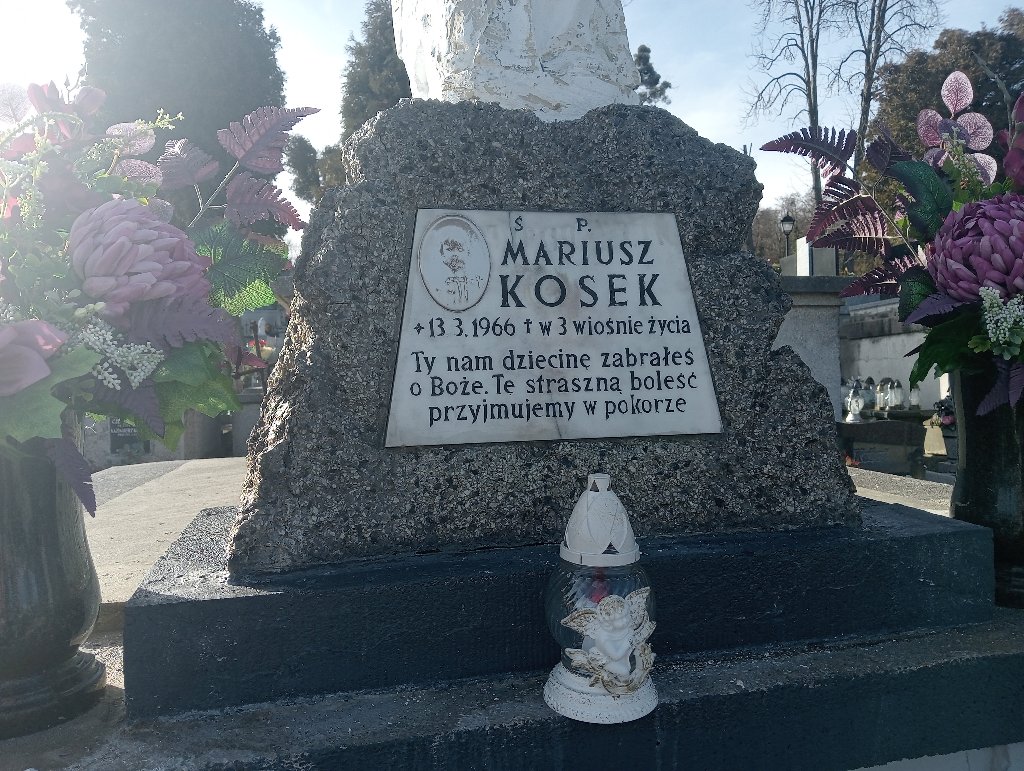 Ś. P.
MARIUSZ
KOSEK
+13.3.1966 † w 3 wiośnie życia
Ty nam dziecinę zabrałeś
o Boże. Te straszną boleść
przyjmujemy w pokorze